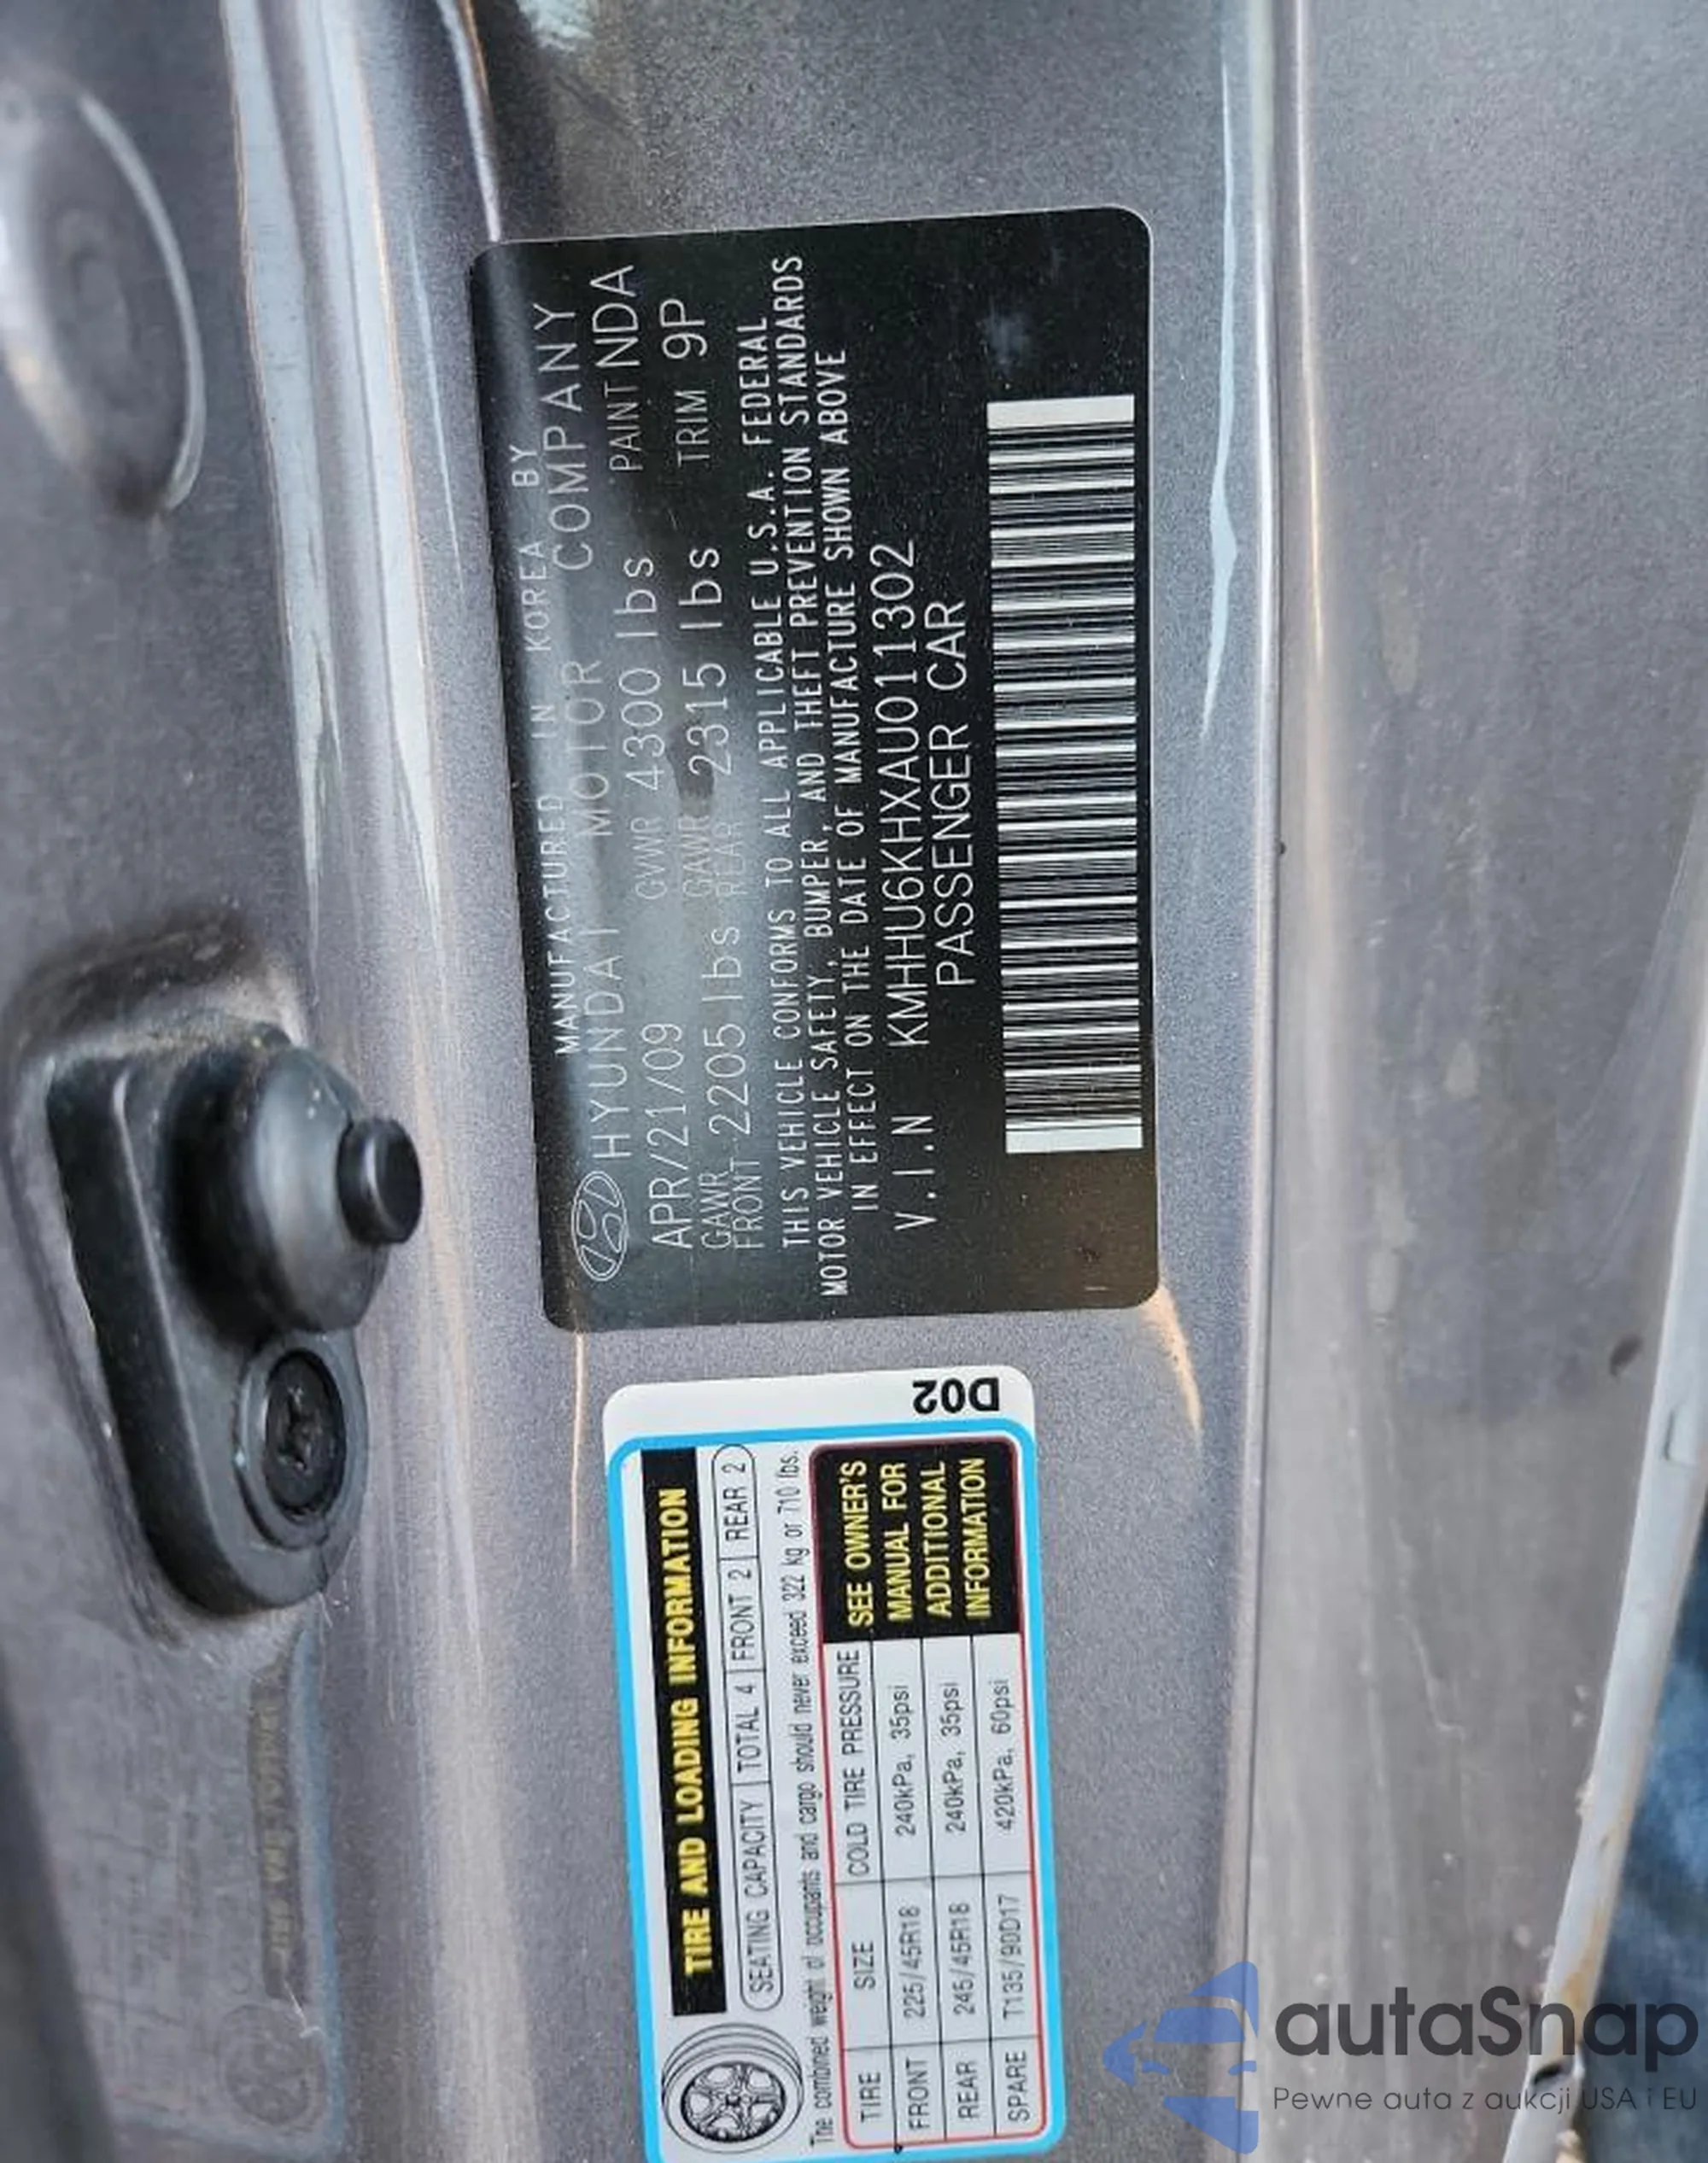 MANUFACTURED IN KOREA BY
HYUNDAI MOTOR COMPANY
APR/21/09 GVWR 4300 lbs PAINT NDA
GAWR FRONT 2205 lbs GAWR REAR 2315 lbs TRIM 9P
THIS VEHICLE CONFORMS TO ALL APPLICABLE U.S.A. FEDERAL
MOTOR VEHICLE SAFETY, BUMPER, AND THEFT PREVENTION STANDARDS
IN EFFECT ON THE DATE OF MANUFACTURE SHOWN ABOVE
V.I.N KMHHU6KHXAU011302
PASSENGER CAR
D02
TIRE AND LOADING INFORMATION
SEATING CAPACITY TOTAL 4 FRONT 2 REAR 2
The combined weight of occupants and cargo should never exceed 322 kg or 710 lbs.
TIRE SIZE COLD TIRE PRESSURE
FRONT 225/45R18 240kPa, 35psi
REAR 245/45R18 240kPa, 35psi
SPARE T135/90D17 420kPa, 60psi
SEE OWNER'S
MANUAL FOR
ADDITIONAL
INFORMATION
autaSnap
Pewne auta z aukcji USA i EU